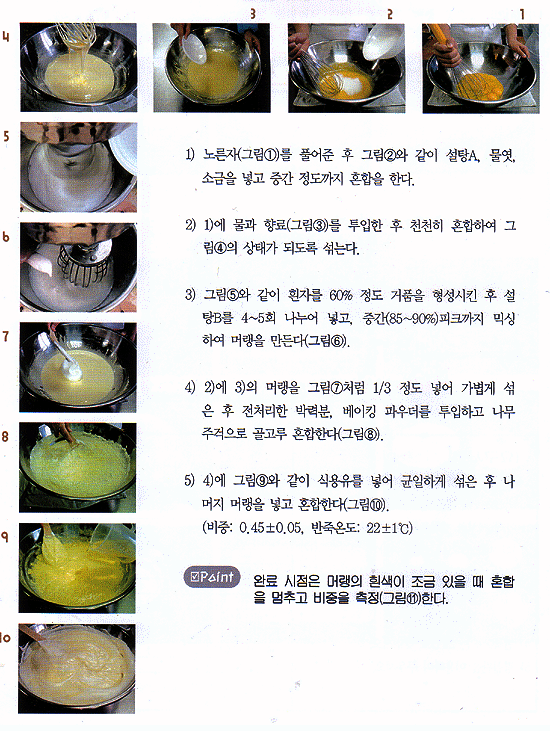 4 3 2 1
1) 노른자(그림①)를 풀어준 후 그림②와 같이 설탕A, 물엿,
소금을 넣고 중간 정도까지 혼합을 한다.
5
2) 1)에 물과 향료(그림③)를 투입한 후 천천히 혼합하여 그
림④의 상태가 되도록 섞는다.
6
3) 그림⑤와 같이 흰자를 60% 정도 거품을 형성시킨 후 설
탕B를 4~5회 나누어 넣고, 중간(85~90%)피크까지 믹싱
하여 머랭을 만든다(그림⑥).
7
4) 2)에 3)의 머랭을 그림⑦처럼 1/3 정도 넣어 가볍게 섞
은 후 전처리한 박력분, 베이킹 파우더를 투입하고 나무
주걱으로 골고루 혼합한다(그림⑧).
8
5) 4)에 그림⑨와 같이 식용유를 넣어 균일하게 섞은 후 나
머지 머랭을 넣고 혼합한다(그림⑩).
(비중: 0.45±0.05, 반죽온도: 22±1℃)
9
Point
완료 시점은 머랭의 흰색이 조금 있을 때 혼합
을 멈추고 비중을 측정(그림⑪)한다.
10